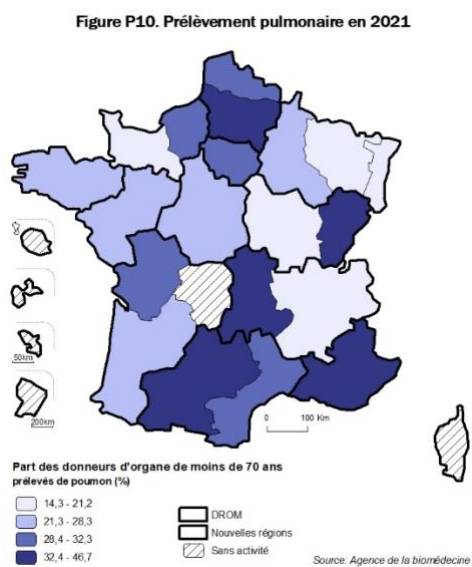 Figure P10. Prélèvement pulmonaire en 2021
50km
200km
0 100 Km
Part des donneurs d'organe de moins de 70 ans
prélevés de poumon (%)
14,3 - 21,2
21,3 - 28,3
28,4 - 32,3
32,4 - 46,7
DROM
Nouvelles régions
Sans activité
Source: Agence de la biomédecine